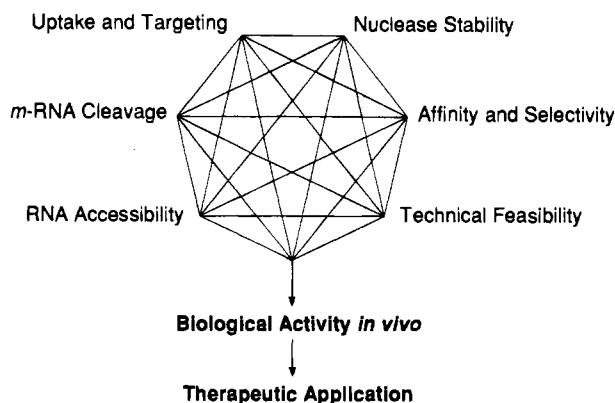 Uptake and Targeting
Nuclease Stability
m-RNA Cleavage
Affinity and Selectivity
RNA Accessibility
Technical Feasibility
Biological Activity in vivo
Therapeutic Application